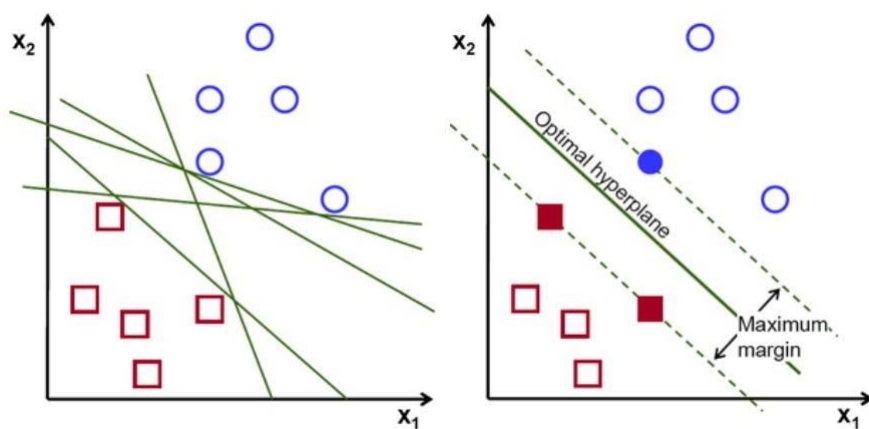 x₂
x₁
x₂
Optimal hyperplane
Maximum
margin
x₁